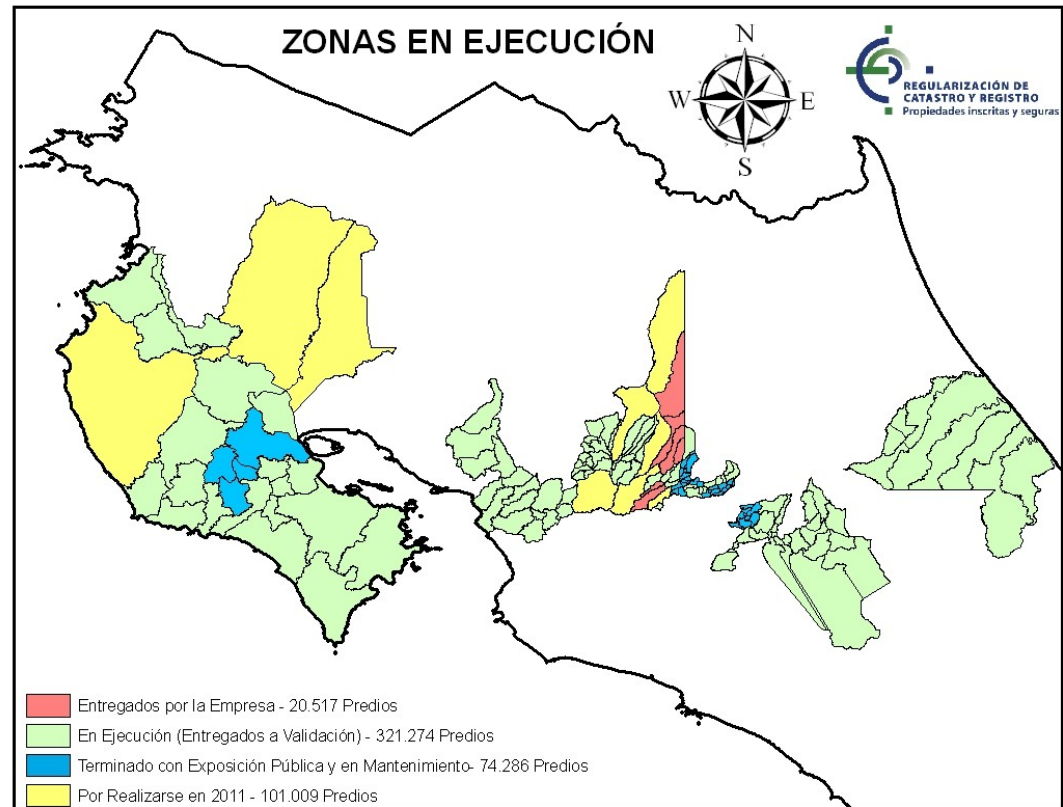 ZONAS EN EJECUCIÓN
N
W
E
S
REGULARIZACIÓN DE
CATASTRO Y REGISTRO
Propiedades inscritas y seguras
Entregados por la Empresa - 20.517 Predios
En Ejecución (Entregados a Validación) - 321.274 Predios
Terminado con Exposición Pública y en Mantenimiento- 74.286 Predios
Por Realizarse en 2011 - 101.009 Predios